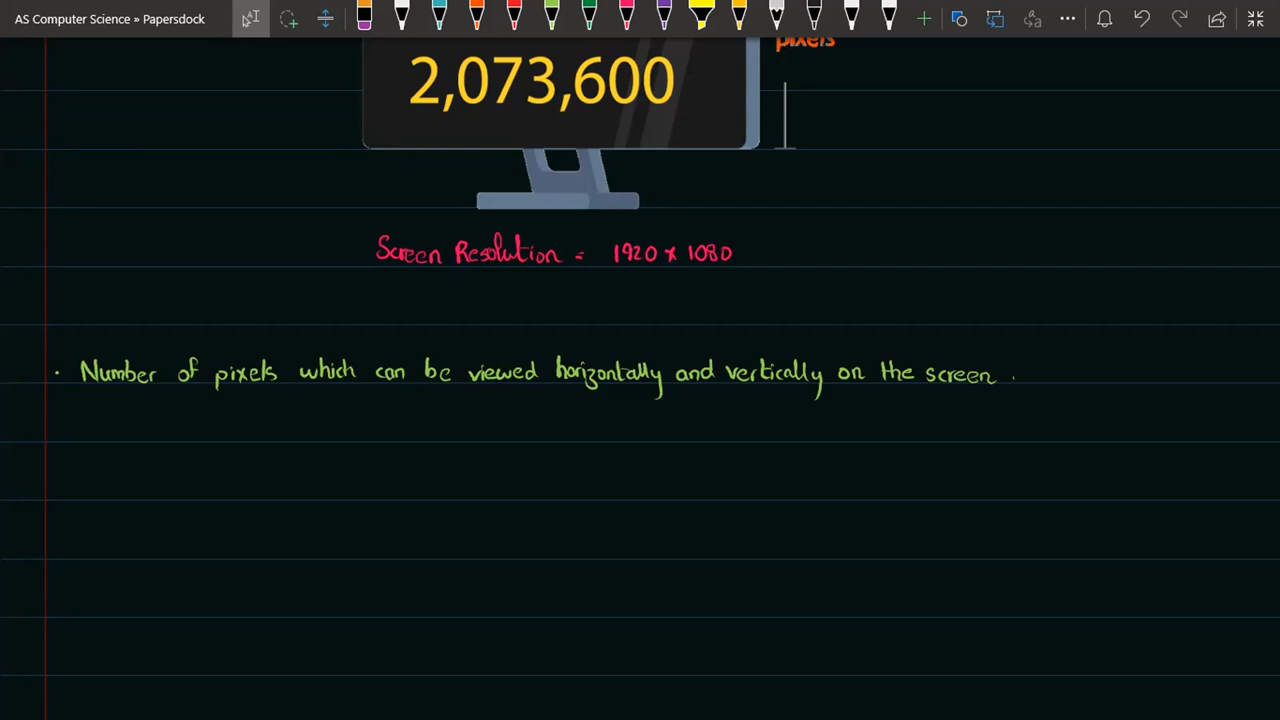 AS Computer Science » Papersdock
pixels
2,073,600
Screen Resolution = 1920 x 1080
· Number of pixels which can be viewed horizontally and vertically on the screen .